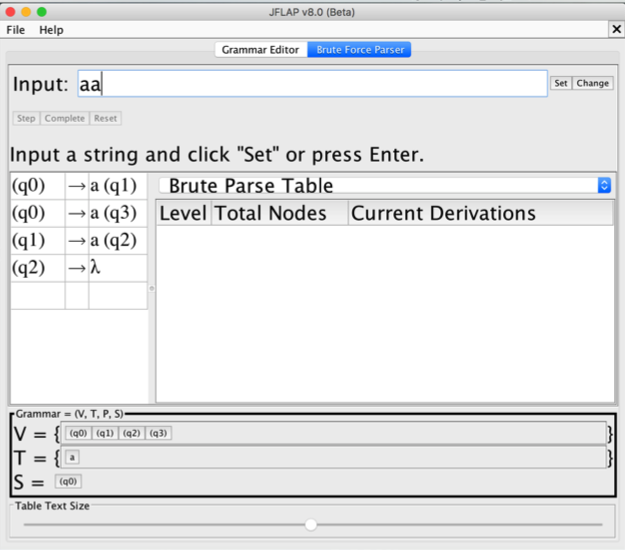 JFLAP v8.0 (Beta)
File Help
Grammar Editor Brute Force Parser
Input: aa Set Change
Step Complete Reset
Input a string and click "Set" or press Enter.
(q0) → a (q1)
(q0) → a (q3)
(q1) → a (q2)
(q2) → λ
Brute Parse Table
Level Total Nodes Current Derivations
Grammar = (V, T, P, S)
V = { (q0) (q1) (q2) (q3) }
T = { a }
S = (q0)
Table Text Size